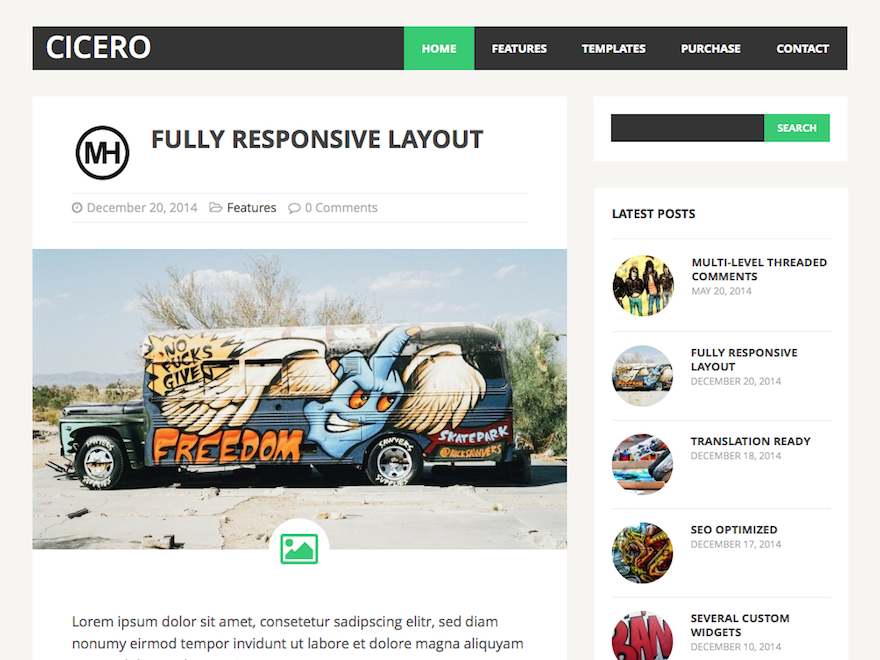 CICERO
HOME
FEATURES
TEMPLATES
PURCHASE
CONTACT
MH
FULLY RESPONSIVE LAYOUT
December 20, 2014
Features
0 Comments
NO
FUCKS
GIVEN
FREEDOM
SAWVERS
SKATEPARK
@NICKSAWVERS
Lorem ipsum dolor sit amet, consetetur sadipscing elitr, sed diam
nonumy eirmod tempor invidunt ut labore et dolore magna aliquyam
SEARCH
LATEST POSTS
MULTI-LEVEL THREADED
COMMENTS
MAY 20, 2014
FULLY RESPONSIVE
LAYOUT
DECEMBER 20, 2014
TRANSLATION READY
DECEMBER 18, 2014
SEO OPTIMIZED
DECEMBER 17, 2014
SEVERAL CUSTOM
WIDGETS
DECEMBER 10, 2014